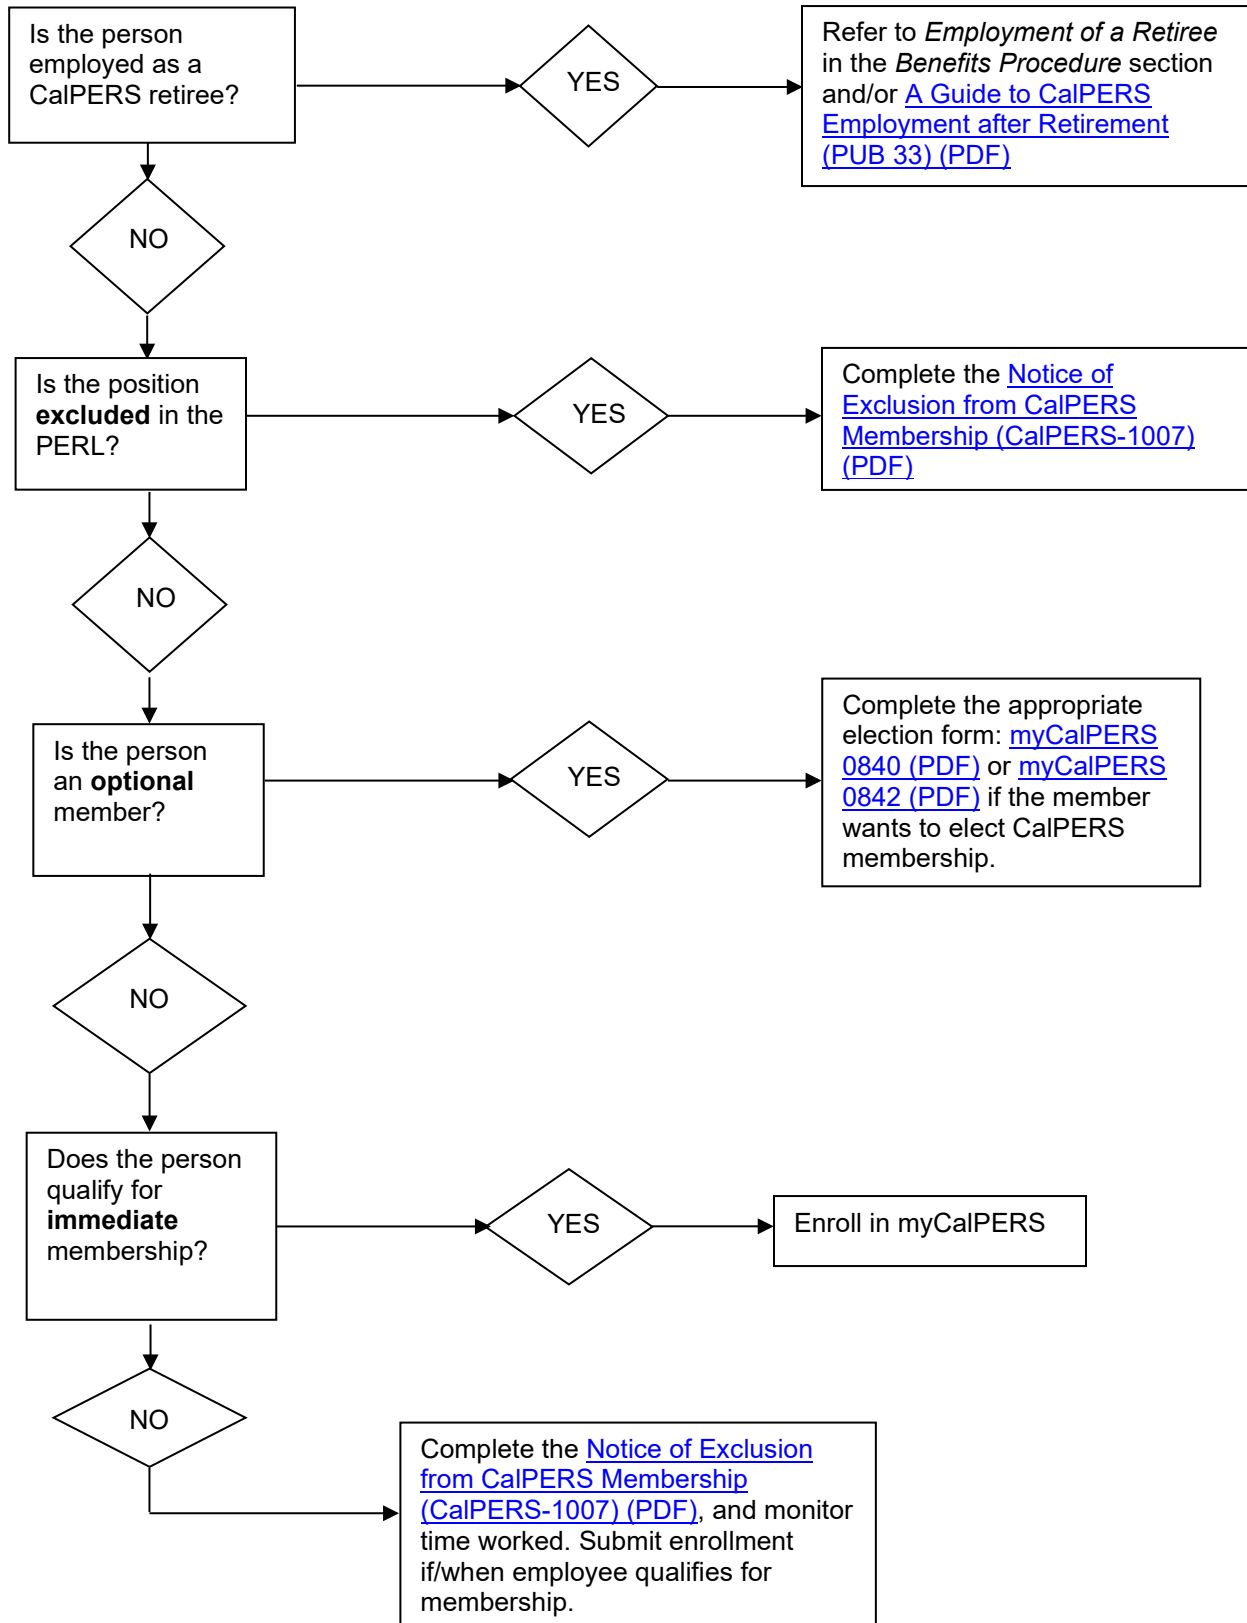 Is the person
employed as a
CalPERS retiree?
YES
Refer to Employment of a Retiree
in the Benefits Procedure section
and/or A Guide to CalPERS
Employment after Retirement
(PUB 33) (PDF)
NO
Is the position
excluded in the
PERL?
YES
Complete the Notice of
Exclusion from CalPERS
Membership (CalPERS-1007)
(PDF)
NO
Is the person
an optional
member?
YES
Complete the appropriate
election form: myCalPERS
0840 (PDF) or myCalPERS
0842 (PDF) if the member
wants to elect CalPERS
membership.
NO
Does the person
qualify for
immediate
membership?
YES
Enroll in myCalPERS
NO
Complete the Notice of Exclusion
from CalPERS Membership
(CalPERS-1007) (PDF), and monitor
time worked. Submit enrollment
if/when employee qualifies for
membership.